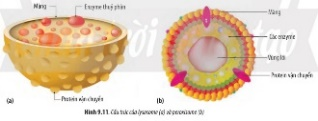 Màng
Enzyme thuỷ phân
Protein vận chuyển
(a)
Màng
Các enzyme
Vùng lõi
Protein vận chuyển
(b)
Hình 9.11. Cấu trúc của lysosome (a) và peroxisome (b)